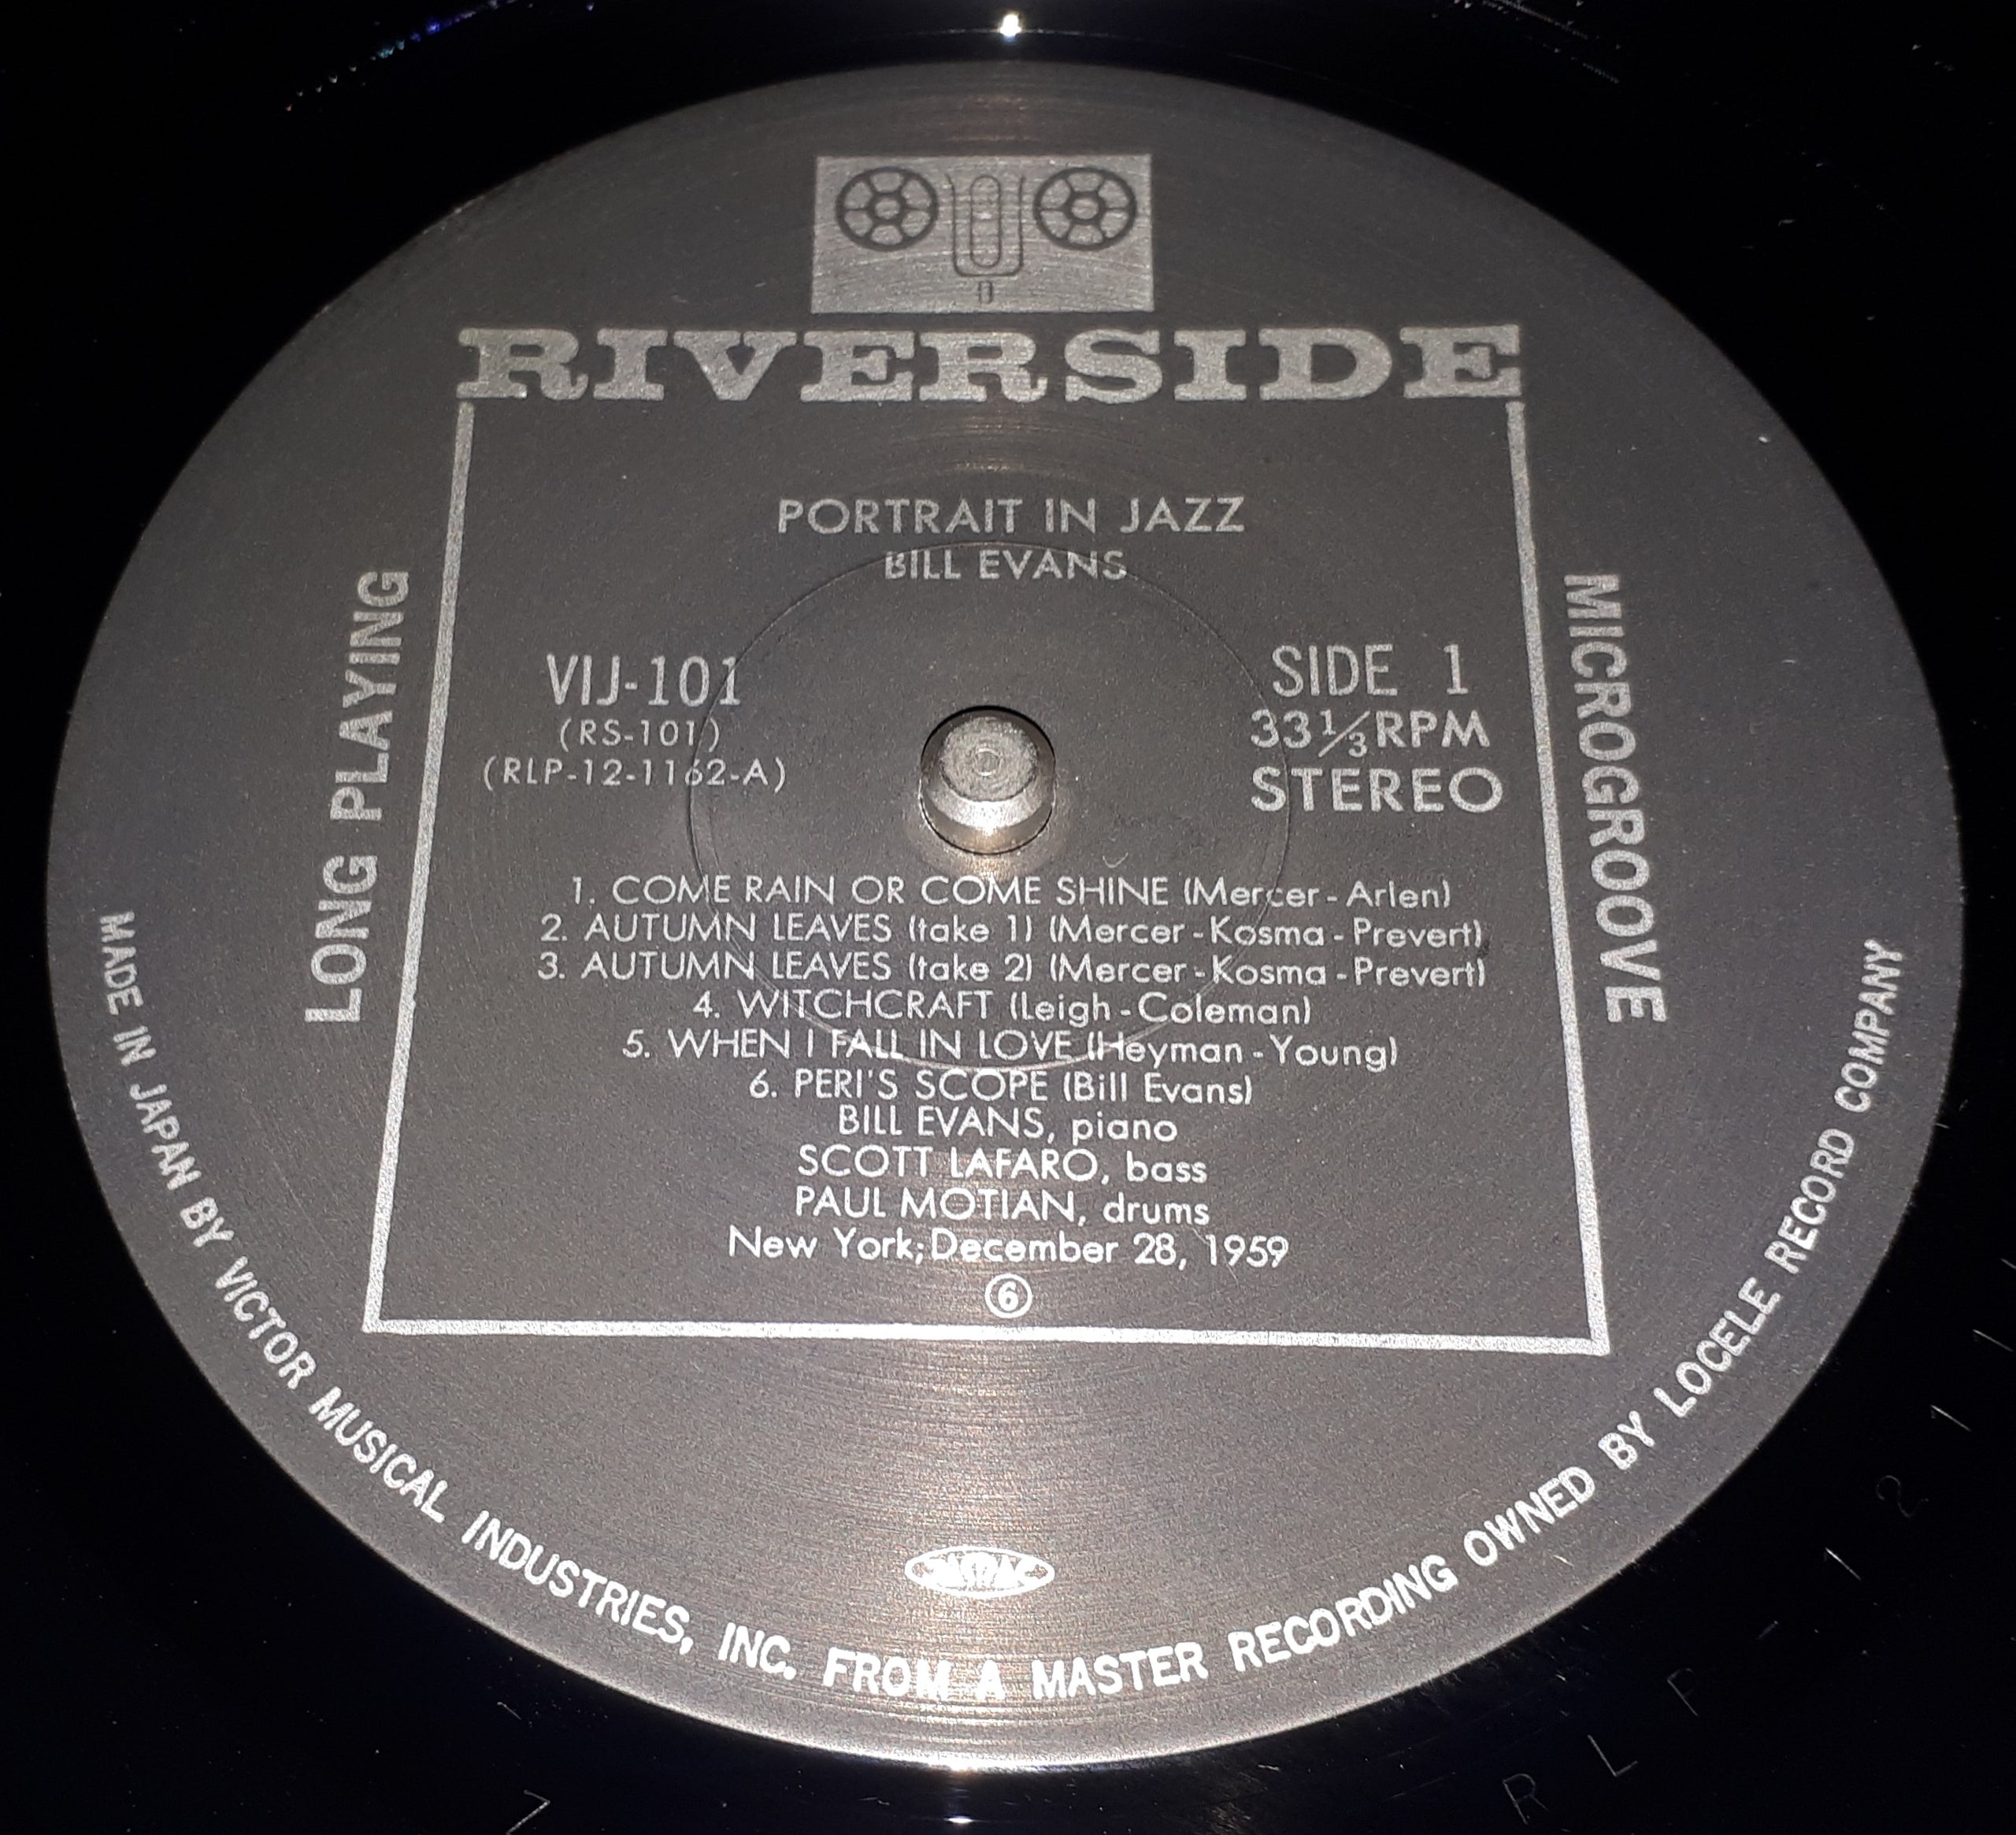 RIVERSIDE
PORTRAIT IN JAZZ
BILL EVANS
LONG PLAYING
MICROGROOVE
VIJ-101
(RS-101)
(RLP-12-1162-A)
SIDE 1
33⅓RPM
STEREO
1. COME RAIN OR COME SHINE (Mercer-Arlen)
2. AUTUMN LEAVES (take 1) (Mercer-Kosma-Prevert)
3. AUTUMN LEAVES (take 2) (Mercer-Kosma-Prevert)
4. WITCHCRAFT (Leigh-Coleman)
5. WHEN I FALL IN LOVE (Heyman-Young)
6. PERI'S SCOPE (Bill Evans)
BILL EVANS, piano
SCOTT LAFARO, bass
PAUL MOTIAN, drums
New York; December 28, 1959
⑥
MADE IN JAPAN BY VICTOR MUSICAL INDUSTRIES, INC. FROM A MASTER RECORDING OWNED BY LOCELE RECORD COMPANY